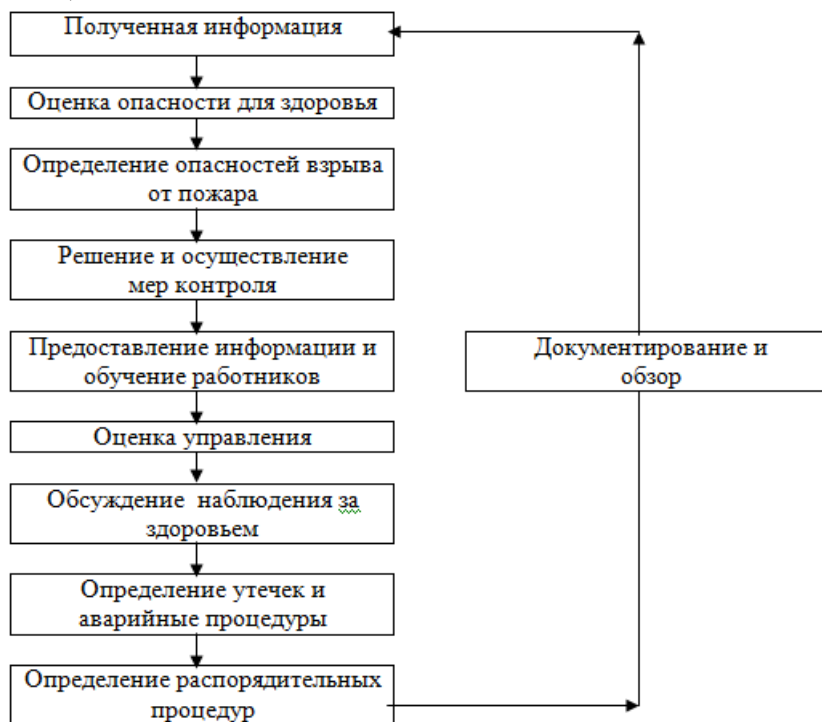 Полученная информация
Оценка опасности для здоровья
Определение опасностей взрыва
от пожара
Решение и осуществление
мер контроля
Предоставление информации и
обучение работников
Документирование и
обзор
Оценка управления
Обсуждение наблюдения за
здоровьем
Определение утечек и
аварийные процедуры
Определение распорядительных
процедур